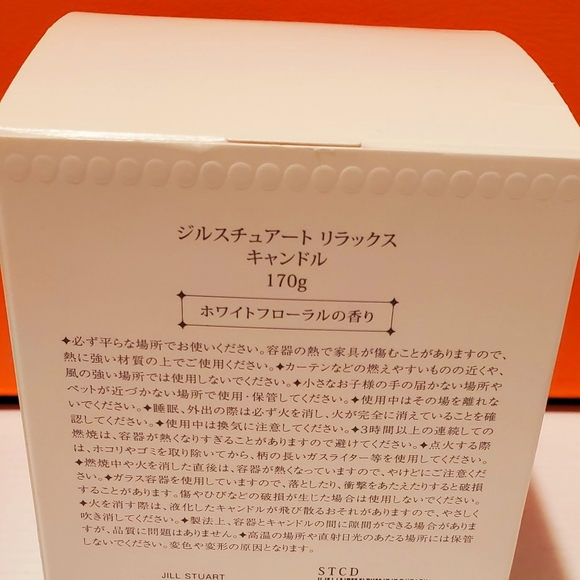 ジルスチュアート リラックス
キャンドル
170g
ホワイトフローラルの香り
✦必ず平らな場所でお使いください。容器の熱で家具が傷むことがありますので、
熱に強い材質の上でご使用ください。✦カーテンなどの燃えやすいものの近くや、
風の強い場所では使用しないでください。✦小さなお子様の手の届かない場所や
ペットが近づかない場所で使用・保管してください。✦使用中はその場を離れな
いでください。✦睡眠、外出の際は必ず火を消し、火が完全に消えていることを確
認してください。✦使用中は換気に注意してください。✦3時間以上の連続しての
燃焼は、容器が熱くなりすぎることがありますので避けてください。✦点火する際
は、ホコリやゴミを取り除いてから、柄の長いガスライター等を使用してください。
✦燃焼中や火を消した直後は、容器が熱くなっていますので、やけどにご注意くだ
さい。✦ガラス容器を使用していますので、落としたり、衝撃をあたえたりすると破損
することがあります。傷やひびなどの破損が生じた場合は使用しないでください。
✦火を消す際は、液化したキャンドルが飛び散るおそれがありますので、やさしく
吹き消してください。✦製法上、容器とキャンドルの間に隙間ができる場合がありま
すが、品質に問題はありません。✦高温の場所や直射日光のあたる場所には保管
しないでください。変色や変形の原因となります。
JILL STUART
STCD